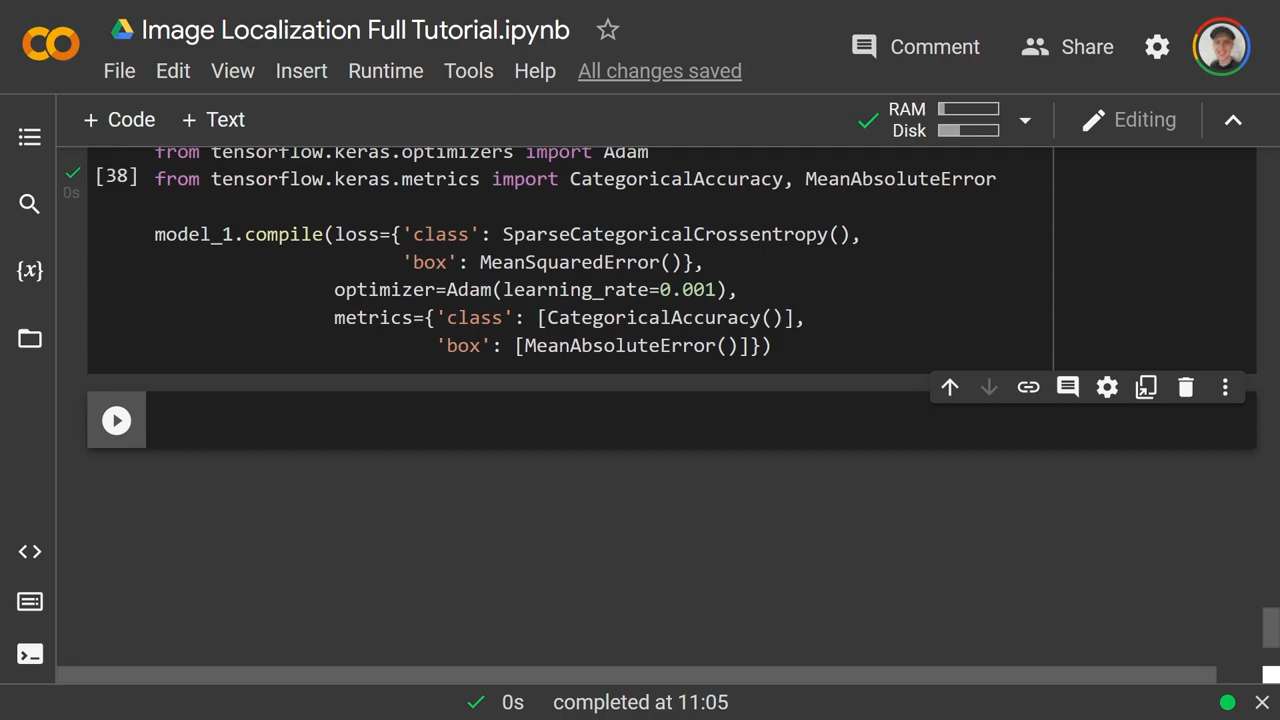 Image Localization Full Tutorial.ipynb
Comment
Share
File Edit View Insert Runtime Tools Help All changes saved
+ Code + Text
RAM
Disk
Editing
from tensorflow.keras.optimizers import Adam
[38] from tensorflow.keras.metrics import CategoricalAccuracy, MeanAbsoluteError
0s
model_1.compile(loss={'class': SparseCategoricalCrossentropy(),
'box': MeanSquaredError()},
optimizer=Adam(learning_rate=0.001),
metrics={'class': [CategoricalAccuracy()],
'box': [MeanAbsoluteError()]})
{x}
0s completed at 11:05